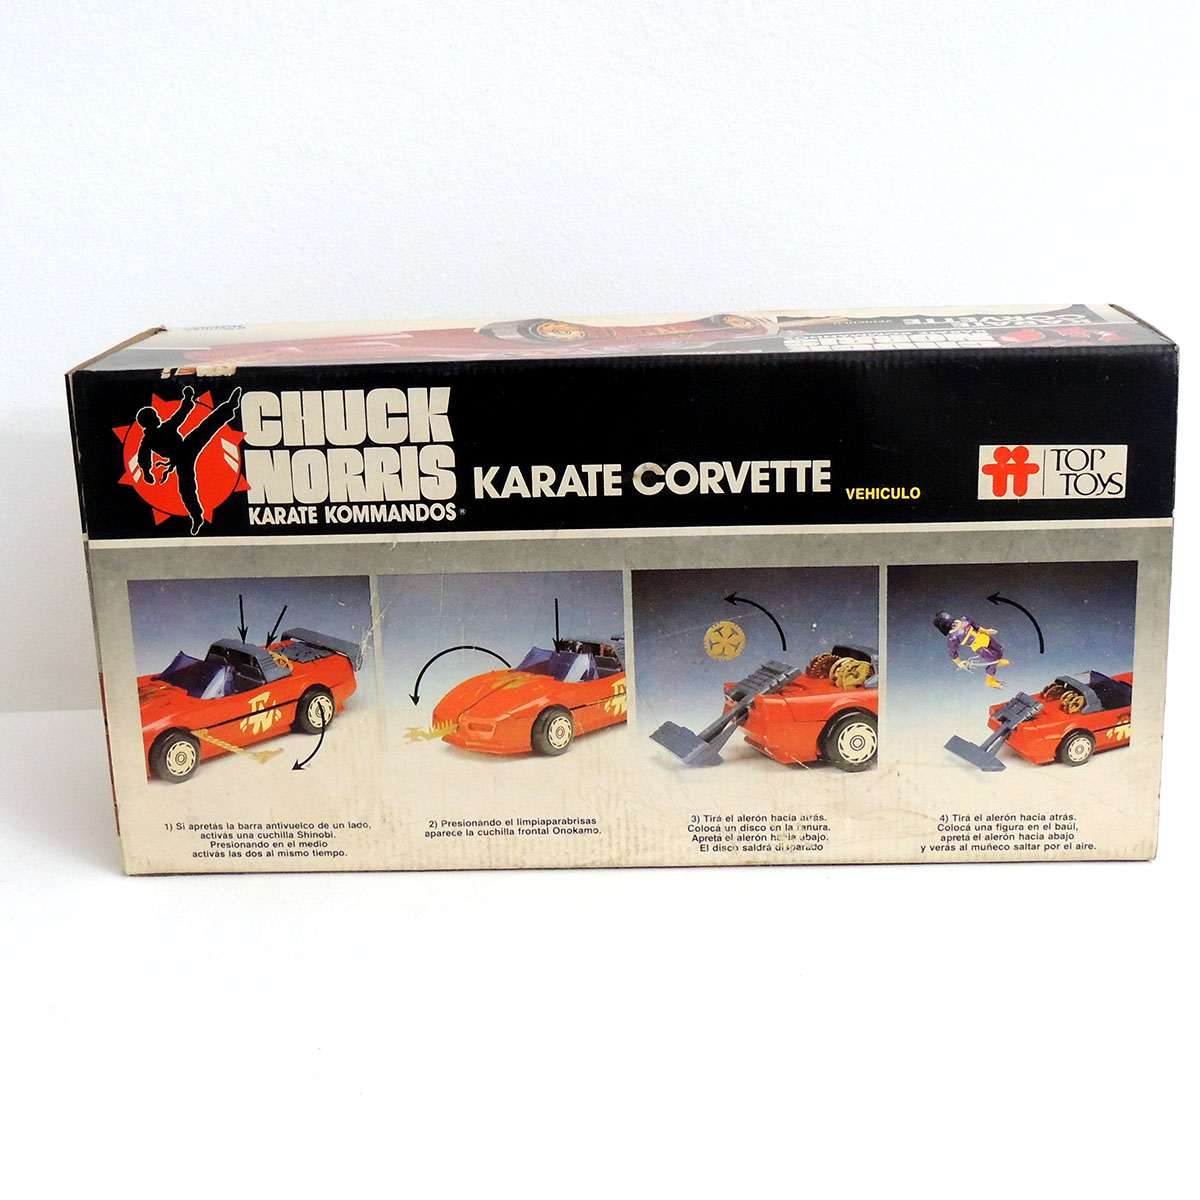 KARATE
CORVETTE
VEHICULO
CHUCK
NORRIS
KARATE KOMMANDOS®
KARATE CORVETTE
VEHICULO
TOP
TOYS
1) Si apretás la barra antivuelco de un lado,
activás una cuchilla Shinobi.
Presionando en el medio
activás las dos al mismo tiempo.
2) Presionando el limpiaparabrisas
aparece la cuchilla frontal Onokamo.
3) Tirá el alerón hacia atrás.
Colocá un disco en la ranura.
Apretá el alerón hacia abajo.
El disco saldrá disparado
4) Tirá el alerón hacia atrás.
Colocá una figura en el baúl,
apretá el alerón hacia abajo
y verás al muñeco saltar por el aire.